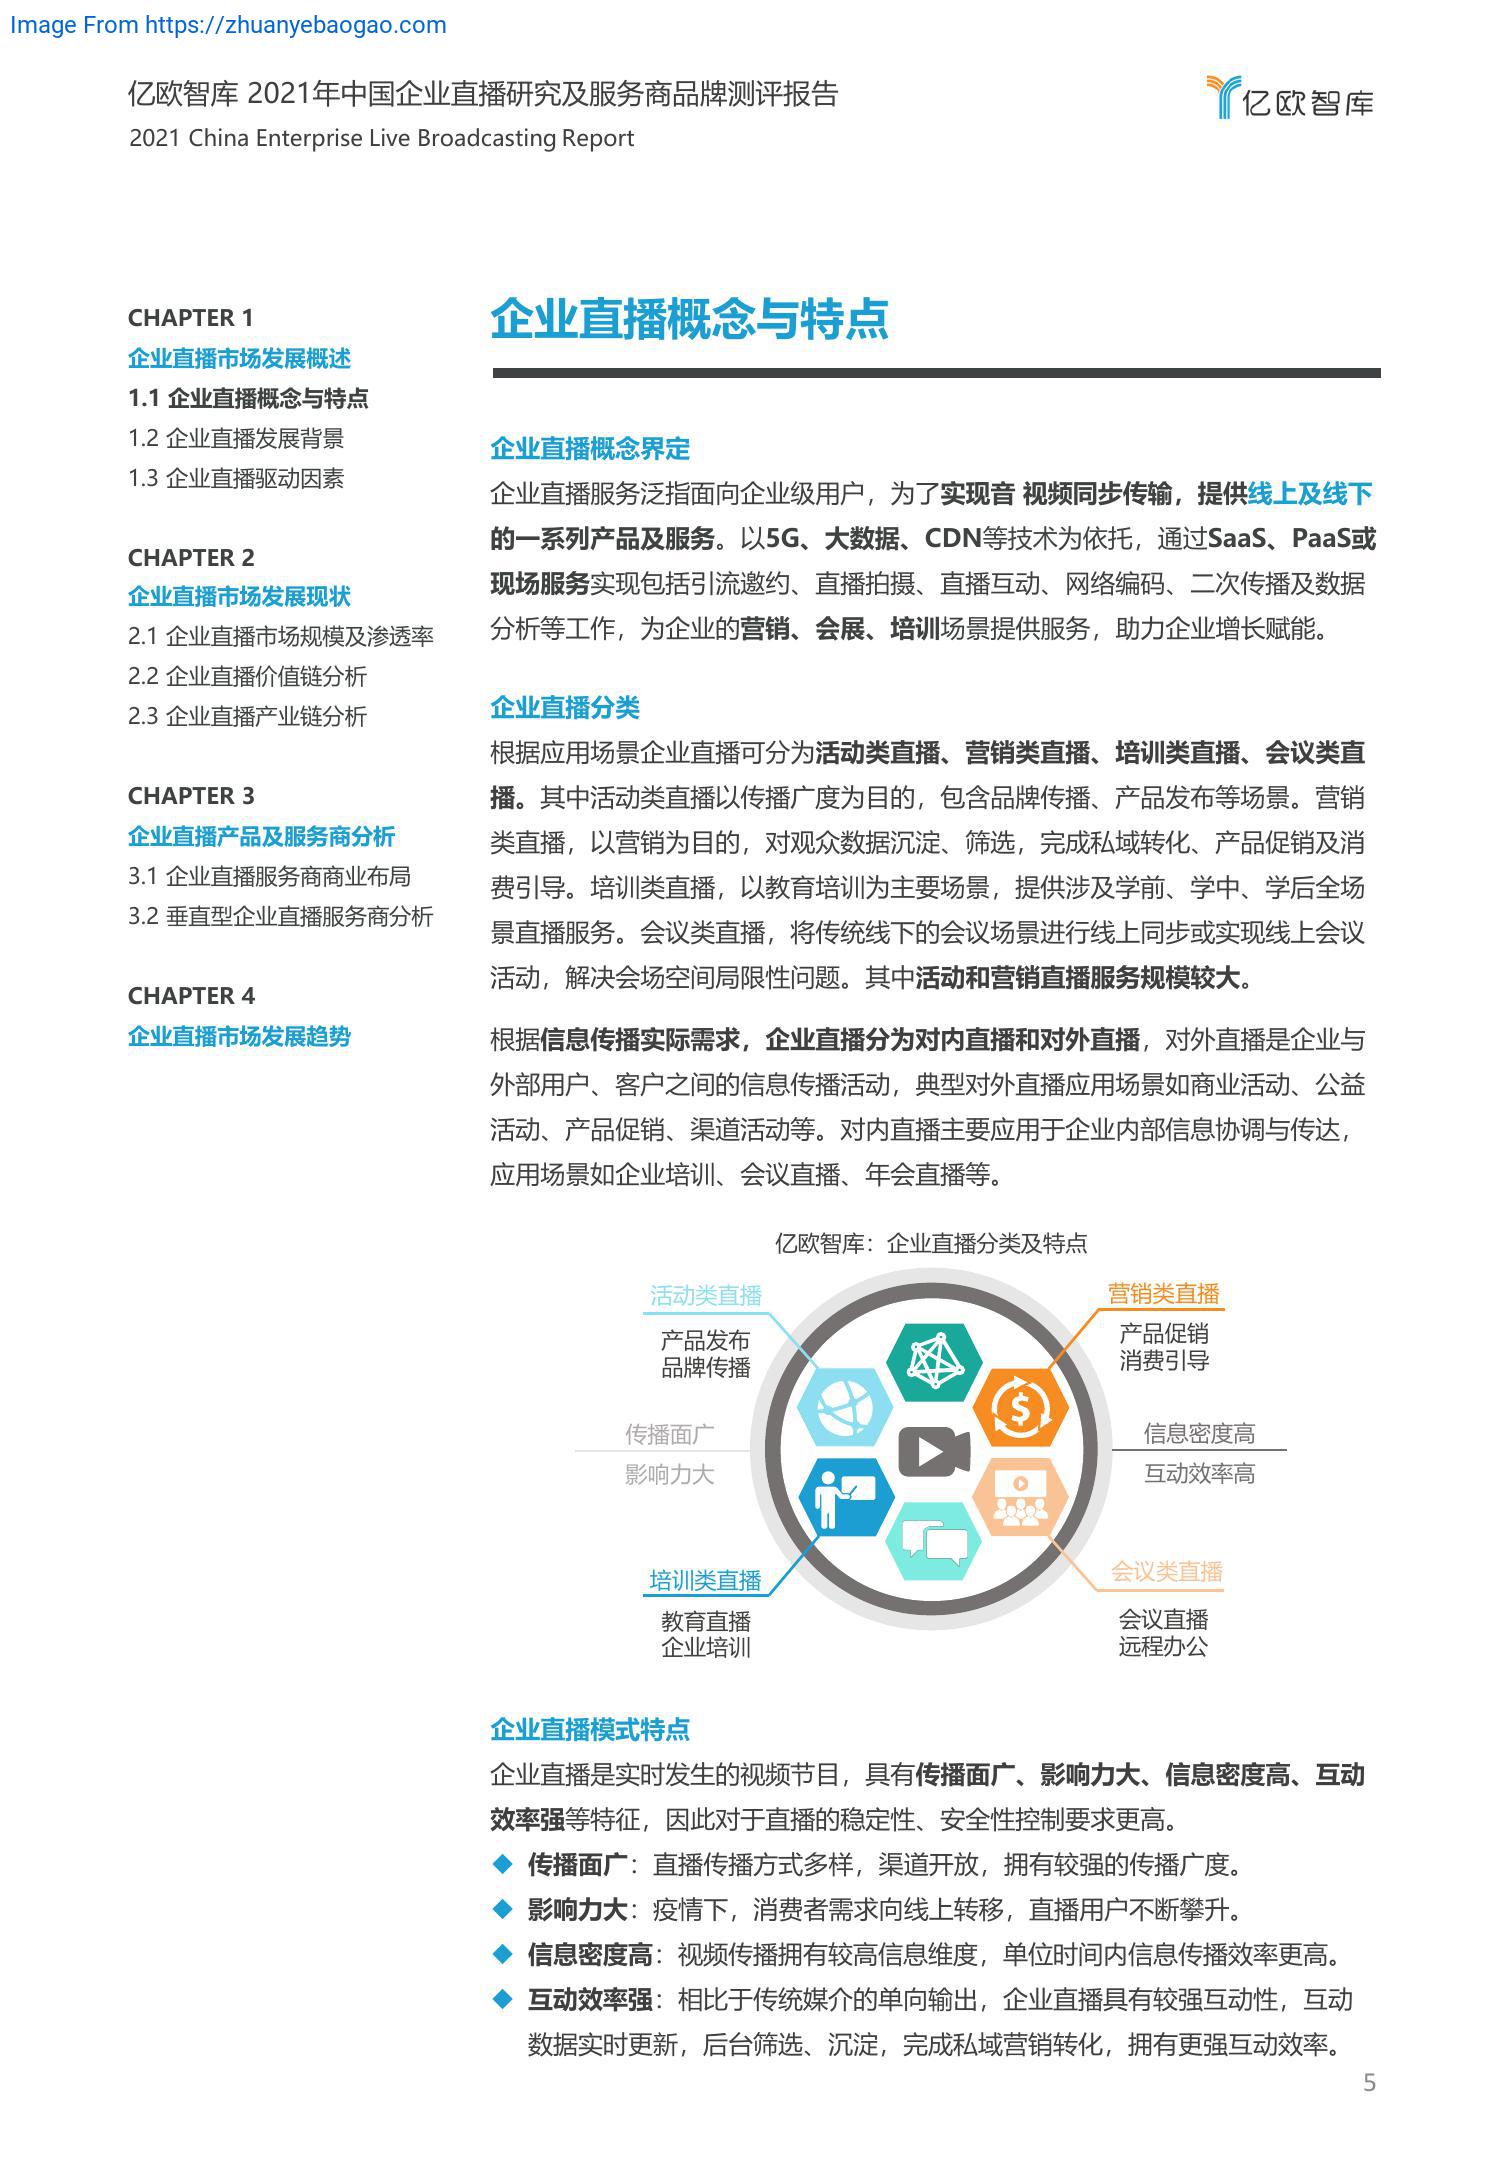 Image From https://zhuanyebaogao.com
亿欧智库 2021年中国企业直播研究及服务商品牌测评报告
2021 China Enterprise Live Broadcasting Report
亿欧智库
CHAPTER 1
企业直播市场发展概述
1.1 企业直播概念与特点
1.2 企业直播发展背景
1.3 企业直播驱动因素
CHAPTER 2
企业直播市场发展现状
2.1 企业直播市场规模及渗透率
2.2 企业直播价值链分析
2.3 企业直播产业链分析
CHAPTER 3
企业直播产品及服务商分析
3.1 企业直播服务商商业布局
3.2 垂直型企业直播服务商分析
CHAPTER 4
企业直播市场发展趋势
企业直播概念与特点
企业直播概念界定
企业直播服务泛指面向企业级用户，为了实现音 视频同步传输，提供线上及线下
的一系列产品及服务。以5G、大数据、CDN等技术为依托，通过SaaS、PaaS或
现场服务实现包括引流邀约、直播拍摄、直播互动、网络编码、二次传播及数据
分析等工作，为企业的营销、会展、培训场景提供服务，助力企业增长赋能。
企业直播分类
根据应用场景企业直播可分为活动类直播、营销类直播、培训类直播、会议类直
播。其中活动类直播以传播广度为目的，包含品牌传播、产品发布等场景。营销
类直播，以营销为目的，对观众数据沉淀、筛选，完成私域转化、产品促销及消
费引导。培训类直播，以教育培训为主要场景，提供涉及学前、学中、学后全场
景直播服务。会议类直播，将传统线下的会议场景进行线上同步或实现线上会议
活动，解决会场空间局限性问题。其中活动和营销直播服务规模较大。
根据信息传播实际需求，企业直播分为对内直播和对外直播，对外直播是企业与
外部用户、客户之间的信息传播活动，典型对外直播应用场景如商业活动、公益
活动、产品促销、渠道活动等。对内直播主要应用于企业内部信息协调与传达，
应用场景如企业培训、会议直播、年会直播等。
亿欧智库：企业直播分类及特点
活动类直播
产品发布
品牌传播
营销类直播
产品促销
消费引导
传播面广
影响力大
信息密度高
互动效率高
培训类直播
教育直播
企业培训
会议类直播
会议直播
远程办公
企业直播模式特点
企业直播是实时发生的视频节目，具有传播面广、影响力大、信息密度高、互动
效率强等特征，因此对于直播的稳定性、安全性控制要求更高。
◆ 传播面广：直播传播方式多样，渠道开放，拥有较强的传播广度。
◆ 影响力大：疫情下，消费者需求向线上转移，直播用户不断攀升。
◆ 信息密度高：视频传播拥有较高信息维度，单位时间内信息传播效率更高。
◆ 互动效率强：相比于传统媒介的单向输出，企业直播具有较强互动性，互动
数据实时更新，后台筛选、沉淀，完成私域营销转化，拥有更强互动效率。
5